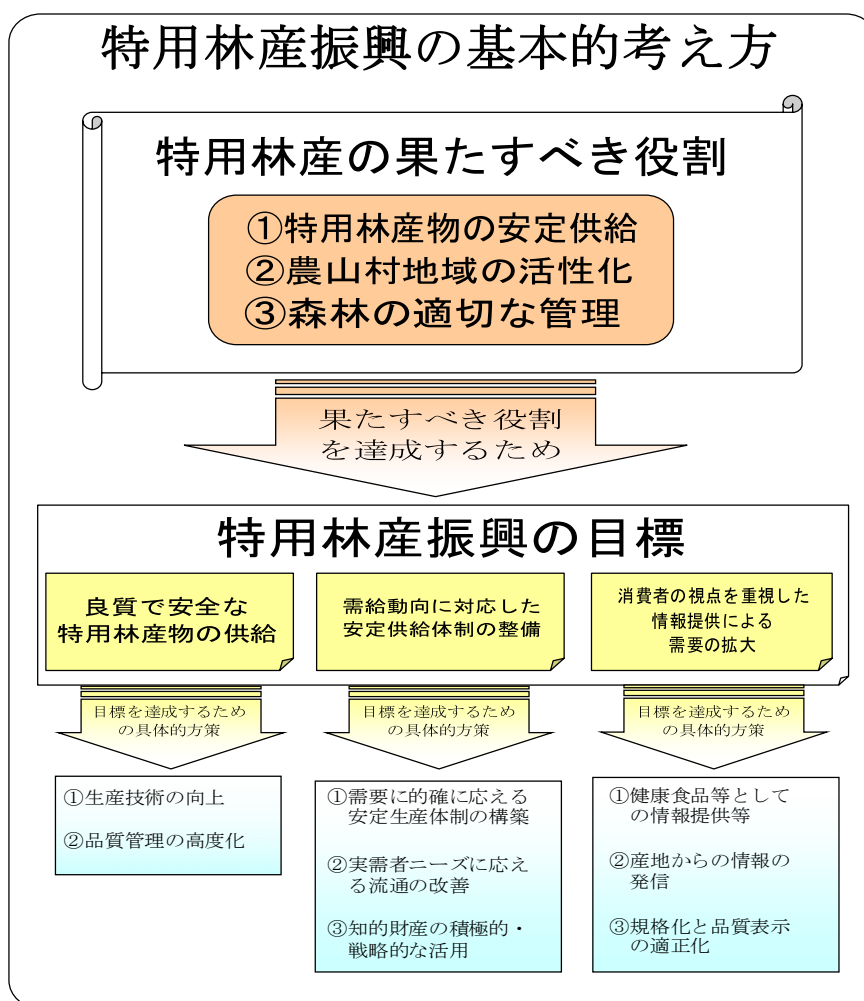 特用林産振興の基本的考え方
特用林産の果たすべき役割
①特用林産物の安定供給
②農山村地域の活性化
③森林の適切な管理
果たすべき役割
を達成するため
特用林産振興の目標
良質で安全な
特用林産物の供給
需給動向に対応した
安定供給体制の整備
消費者の視点を重視した
情報提供による
需要の拡大
目標を達成するため
の具体的方策
目標を達成するため
の具体的方策
目標を達成するため
の具体的方策
①生産技術の向上
②品質管理の高度化
①需要に的確に応える
安定生産体制の構築
②実需者ニーズに応え
る流通の改善
③知的財産の積極的・
戦略的な活用
①健康食品等として
の情報提供等
②産地からの情報の
発信
③規格化と品質表示
の適正化